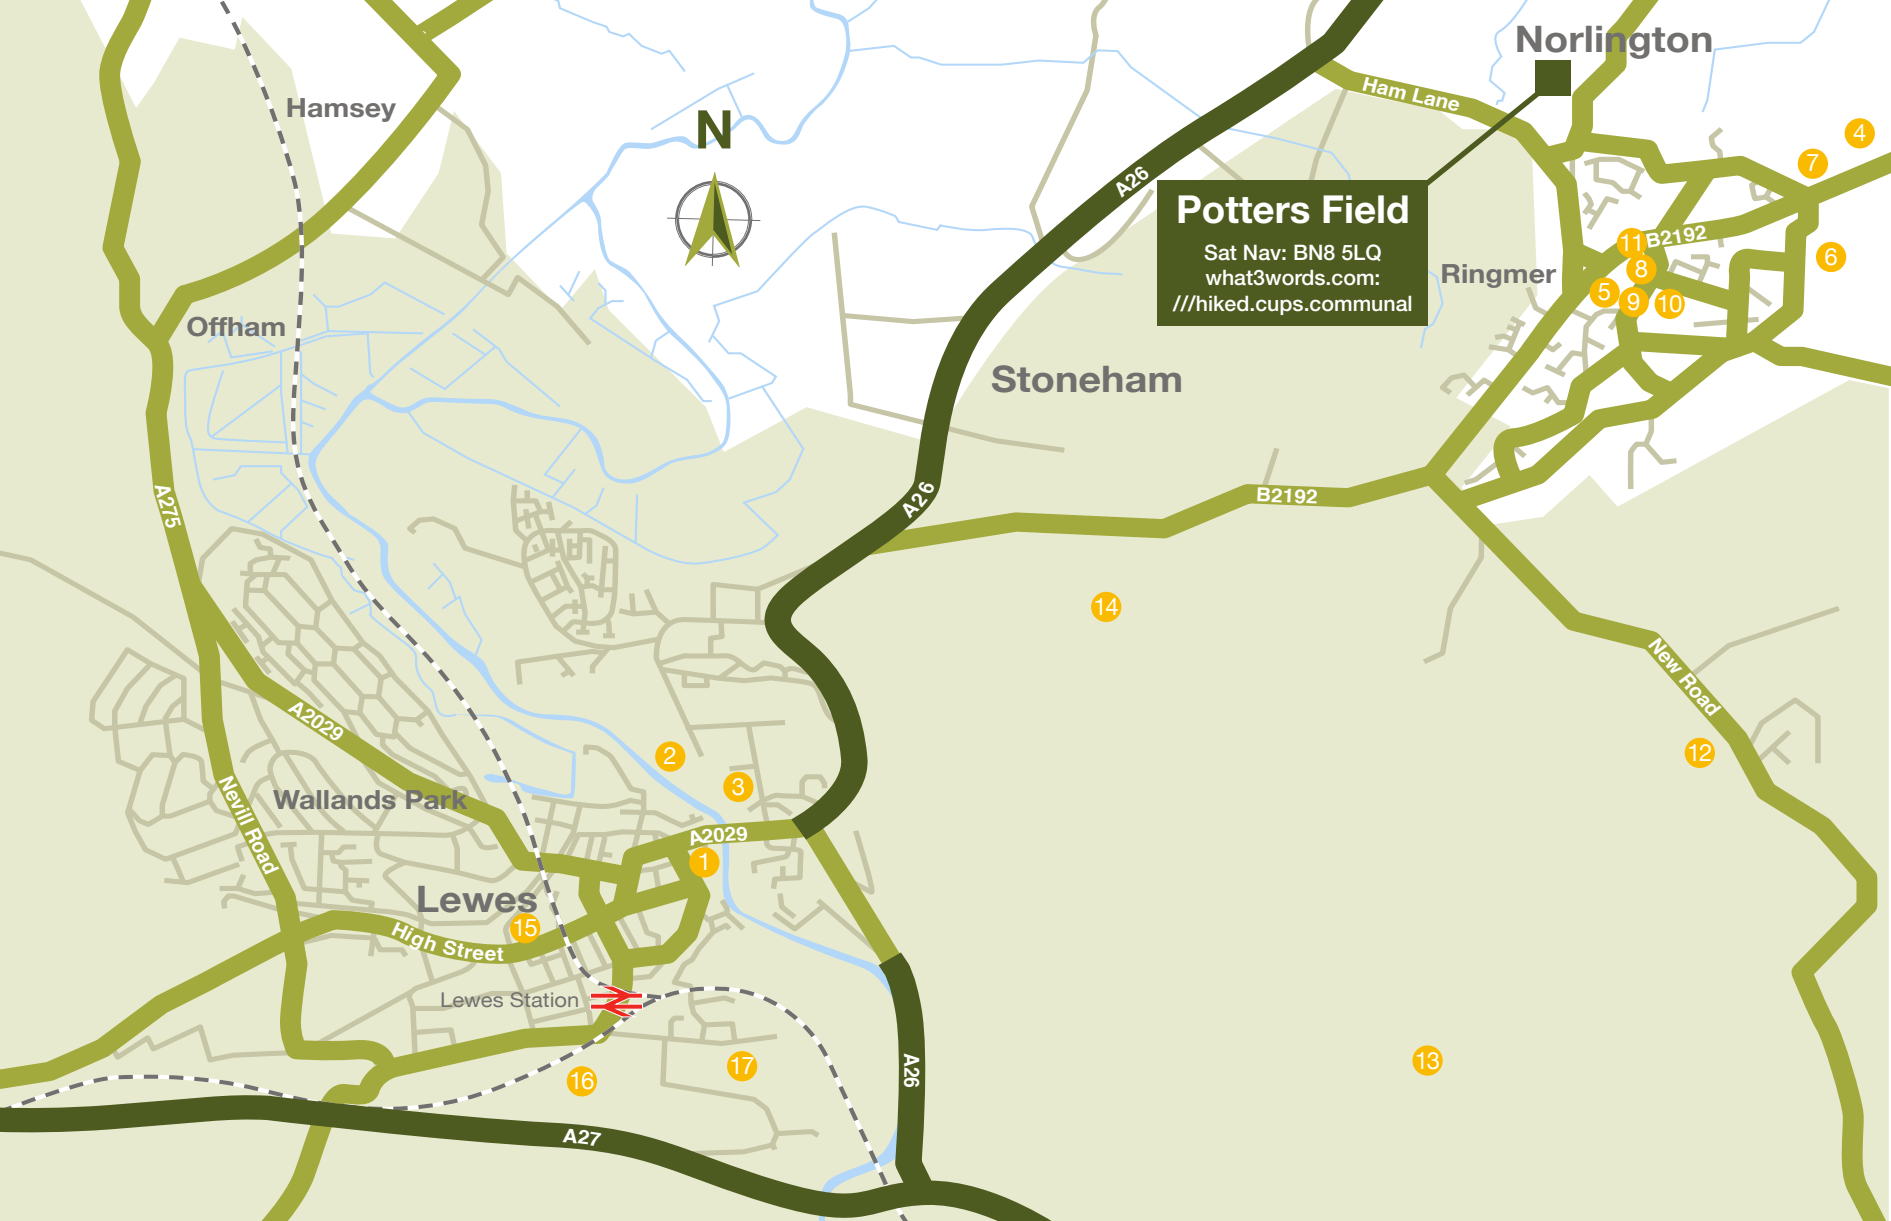 Norlington
Hamsey
Ham Lane
N
4
7
A26
Potters Field
Sat Nav: BN8 5LQ
what3words.com:
///hiked.cups.communal
11
B2192
6
8
Ringmer
5
9
10
Offham
Stoneham
A275
A26
B2192
14
New Road
A2029
2
12
3
Wallands Park
Nevill Road
A2029
1
Lewes
15
High Street
Lewes Station
17
A26
13
16
A27